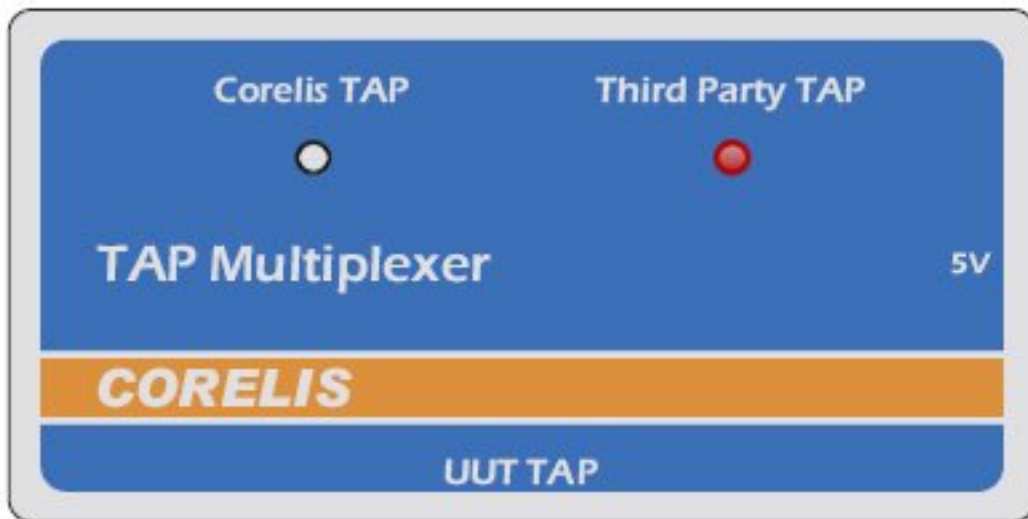 Corelis TAP Third Party TAP
TAP Multiplexer 5V
CORELIS
UUT TAP